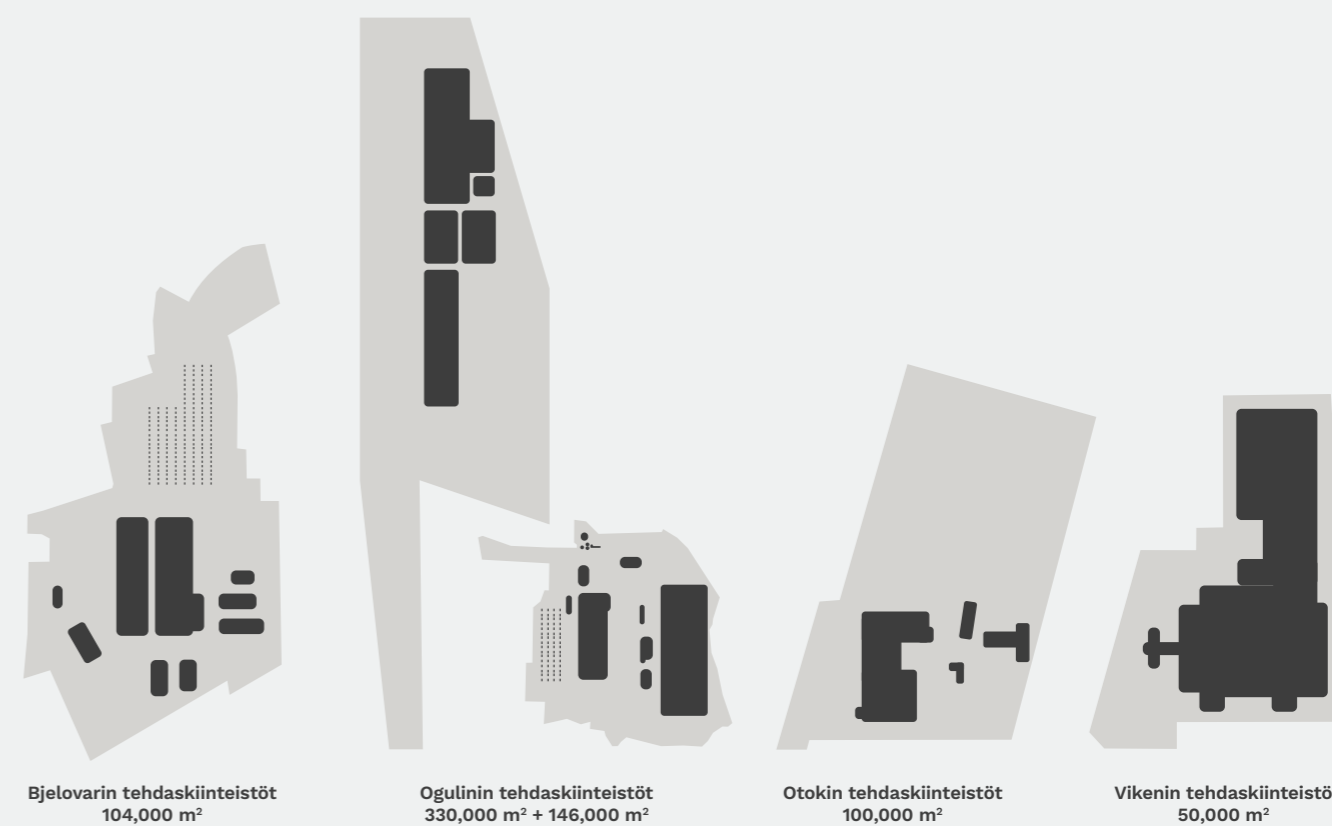 Bjelovarin tehdaskiinteistöt
104,000 m²
Ogulinin tehdaskiinteistöt
330,000 m² + 146,000 m²
Otokin tehdaskiinteistöt
100,000 m²
Vikenin tehdaskiinteistö
50,000 m²